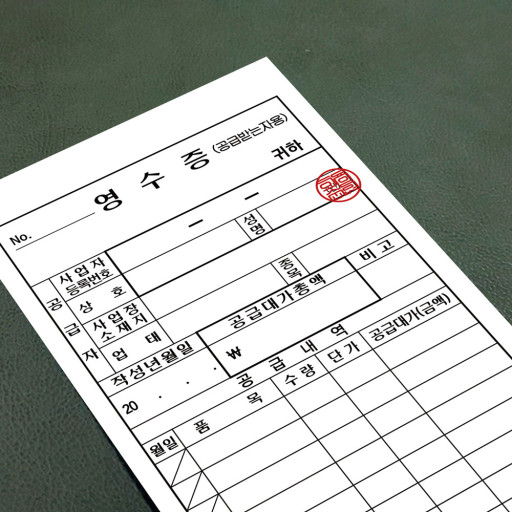 영 수 증 (공급받는자용)
No. 귀하
공급자
사업자등록번호 — —
상 호 성명
사업장소재지
업 태 종목
작성년월일 공급대가총액 비 고
20 . . . ₩
공 급 내 역
월일 품 목 수량 단 가 공급대가(금액)